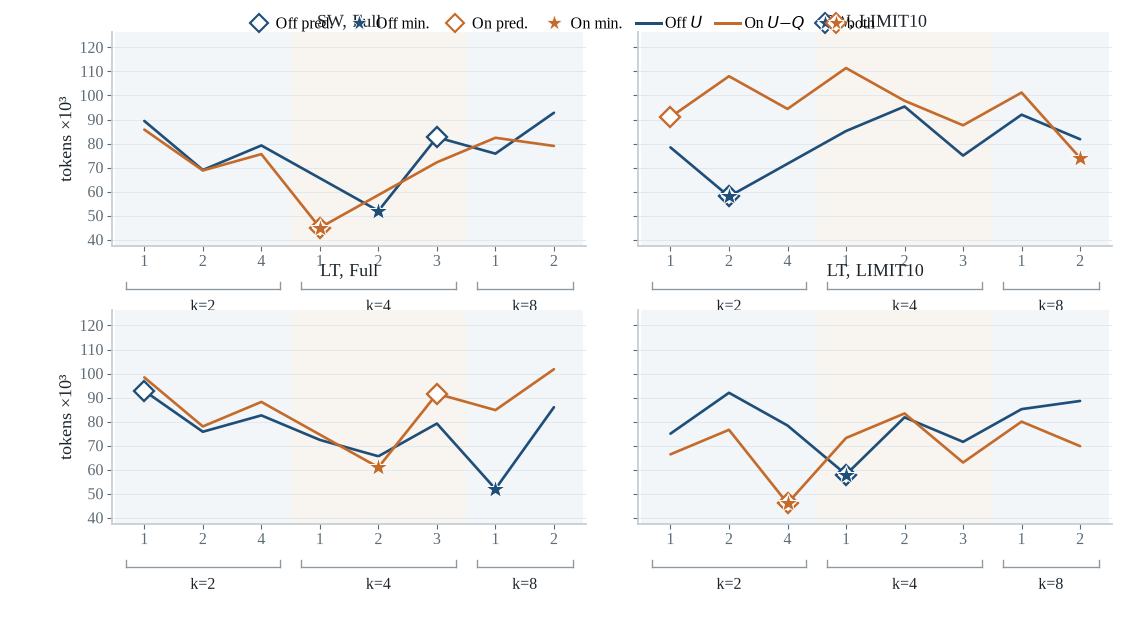 Off pred. Off min. On pred. On min. Off U On U−Q both
SW, Full
LIMIT10
tokens ×10³
120
110
100
90
80
70
60
50
40
1 2 4 1 2 3 1 2
k=2 k=4 k=8
1 2 4 1 2 3 1 2
k=2 k=4 k=8
LT, Full
LT, LIMIT10
tokens ×10³
120
110
100
90
80
70
60
50
40
1 2 4 1 2 3 1 2
k=2 k=4 k=8
1 2 4 1 2 3 1 2
k=2 k=4 k=8